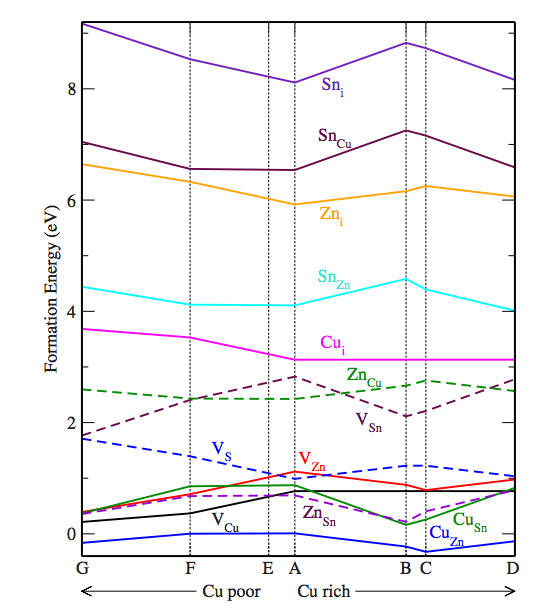 Formation Energy (eV)
8
6
4
2
0
Sn_i
Sn_Cu
Zn_i
Sn_Zn
Cu_i
Zn_Cu
V_Sn
V_S
V_Zn
V_Cu
Zn_Sn
Cu_Sn
Cu_Zn
G F E A B C D
Cu poor Cu rich